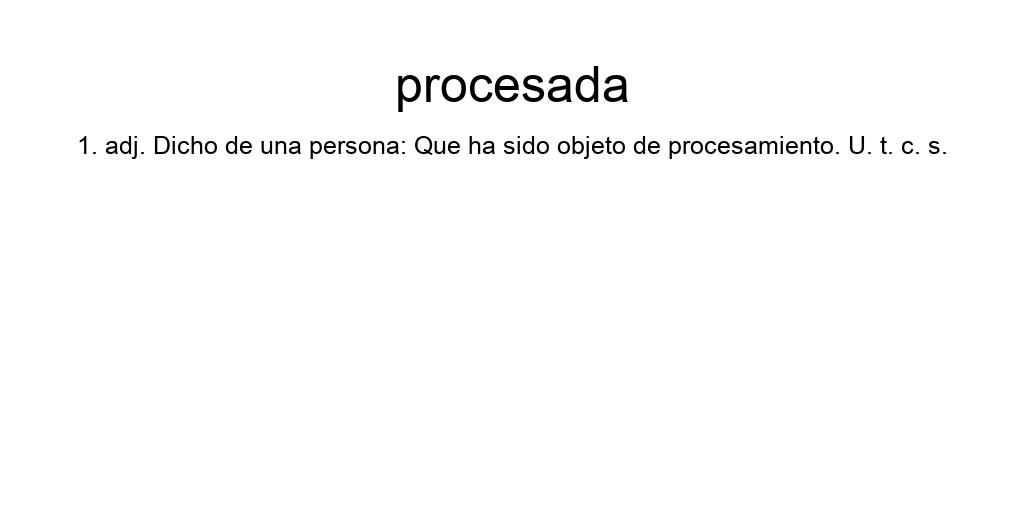 procesada
1. adj. Dicho de una persona: Que ha sido objeto de procesamiento. U. t. c. s.